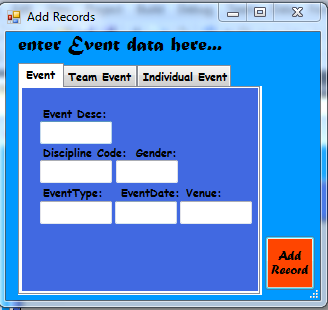 Add Records
enter Event data here...
Event Team Event Individual Event
Event Desc:
Discipline Code: Gender:
EventType: EventDate: Venue:
Add
Record